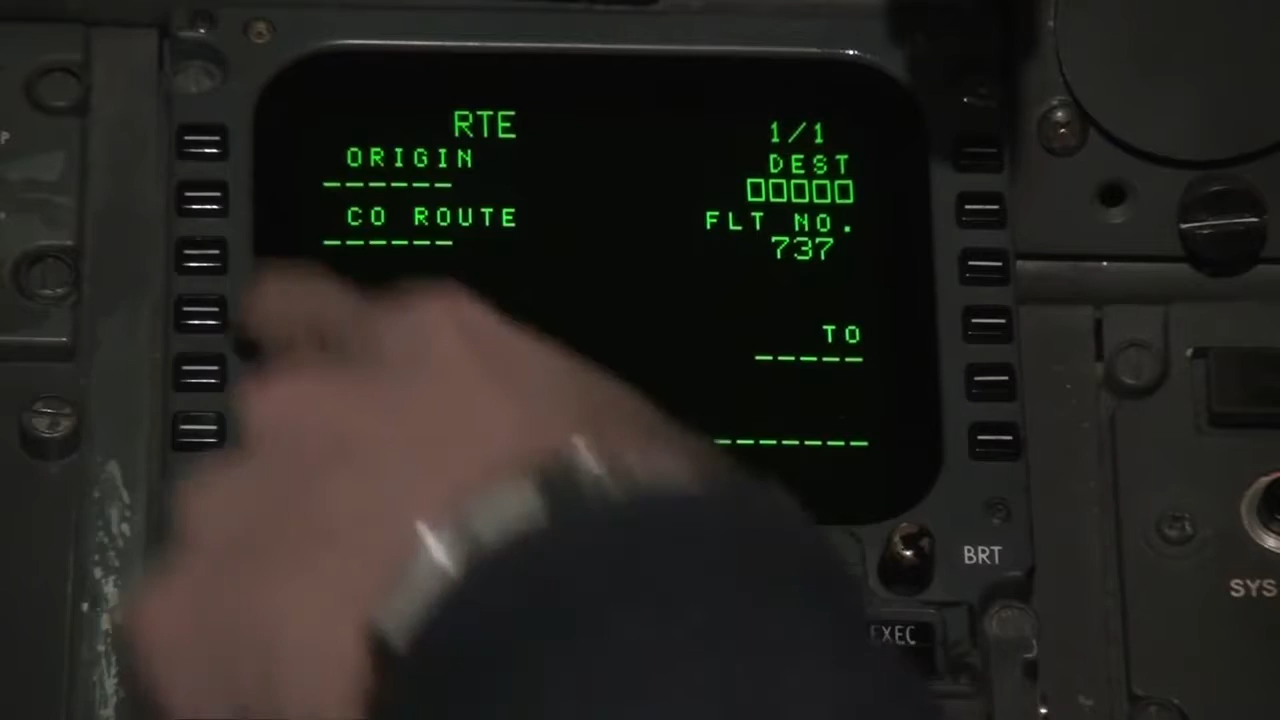 RTE 1/1
ORIGIN DEST
------ □□□□□
CO ROUTE FLT NO.
------ 737
TO
-----
-------
BRT
EXEC
SYS
P